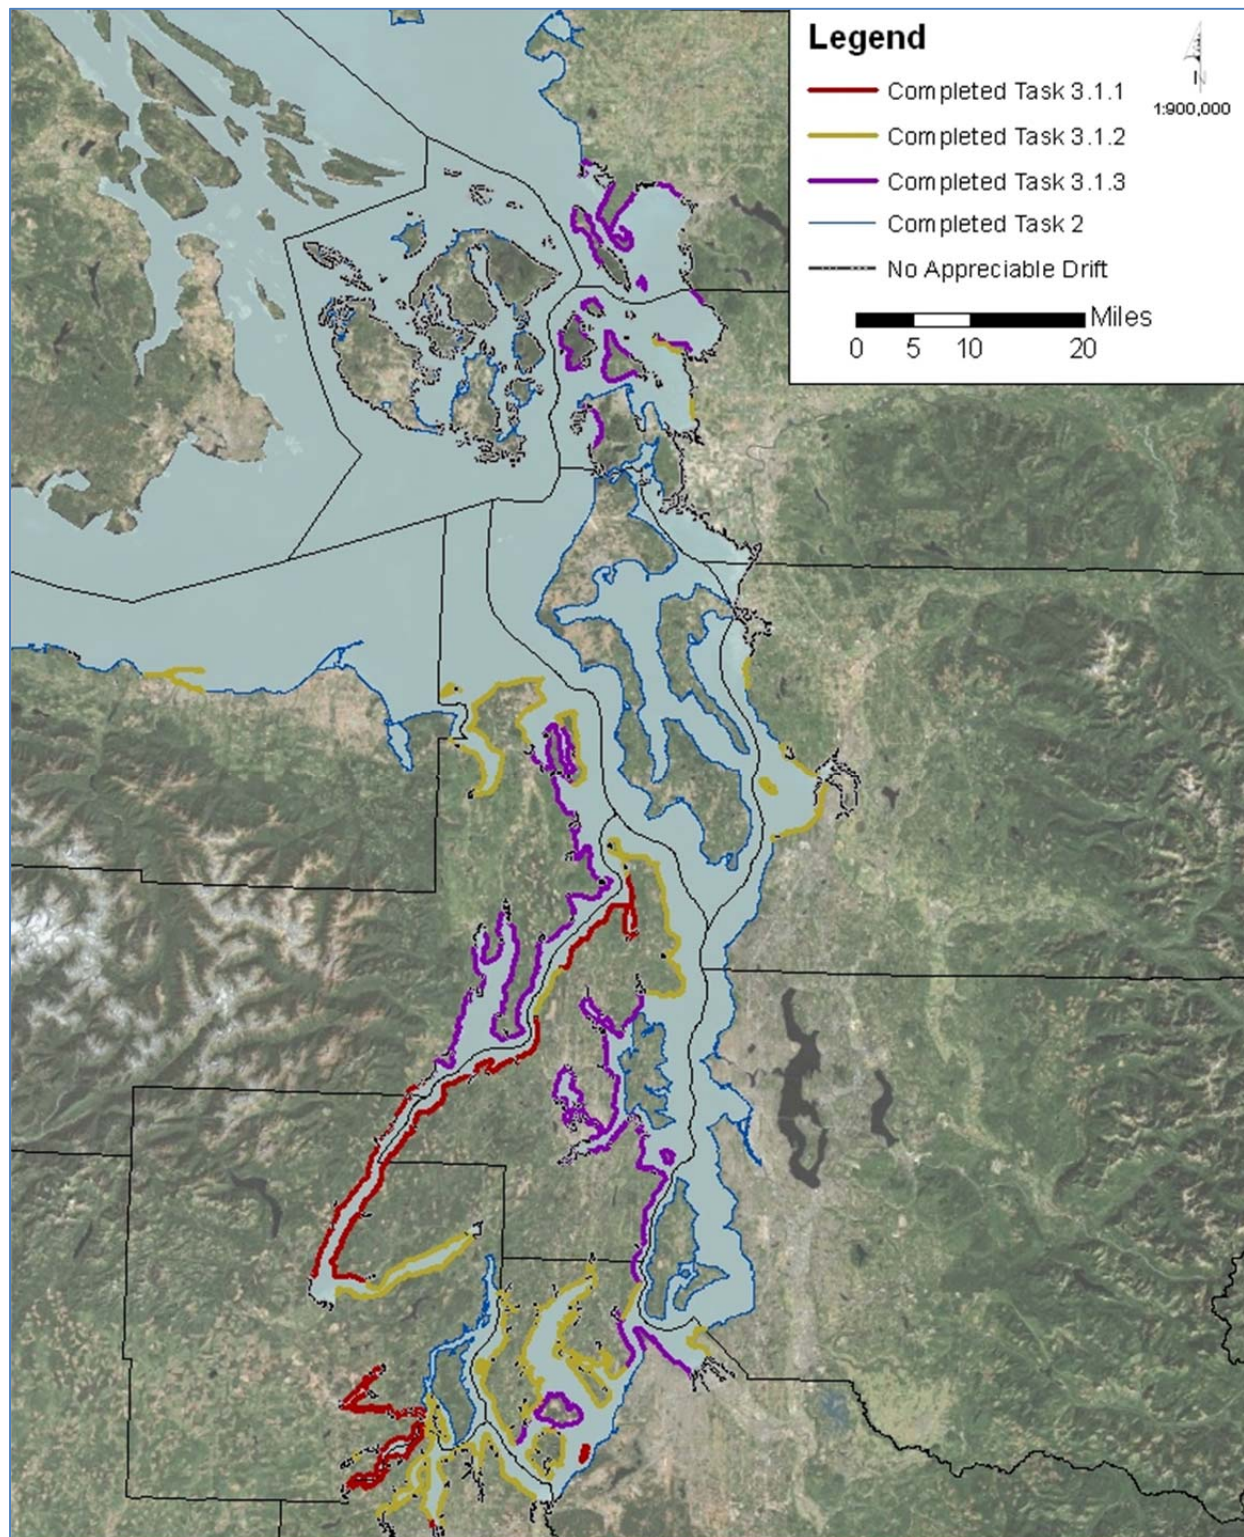 Legend
N
1:900,000
Completed Task 3.1.1
Completed Task 3.1.2
Completed Task 3.1.3
Completed Task 2
No Appreciable Drift
Miles
0 5 10 20